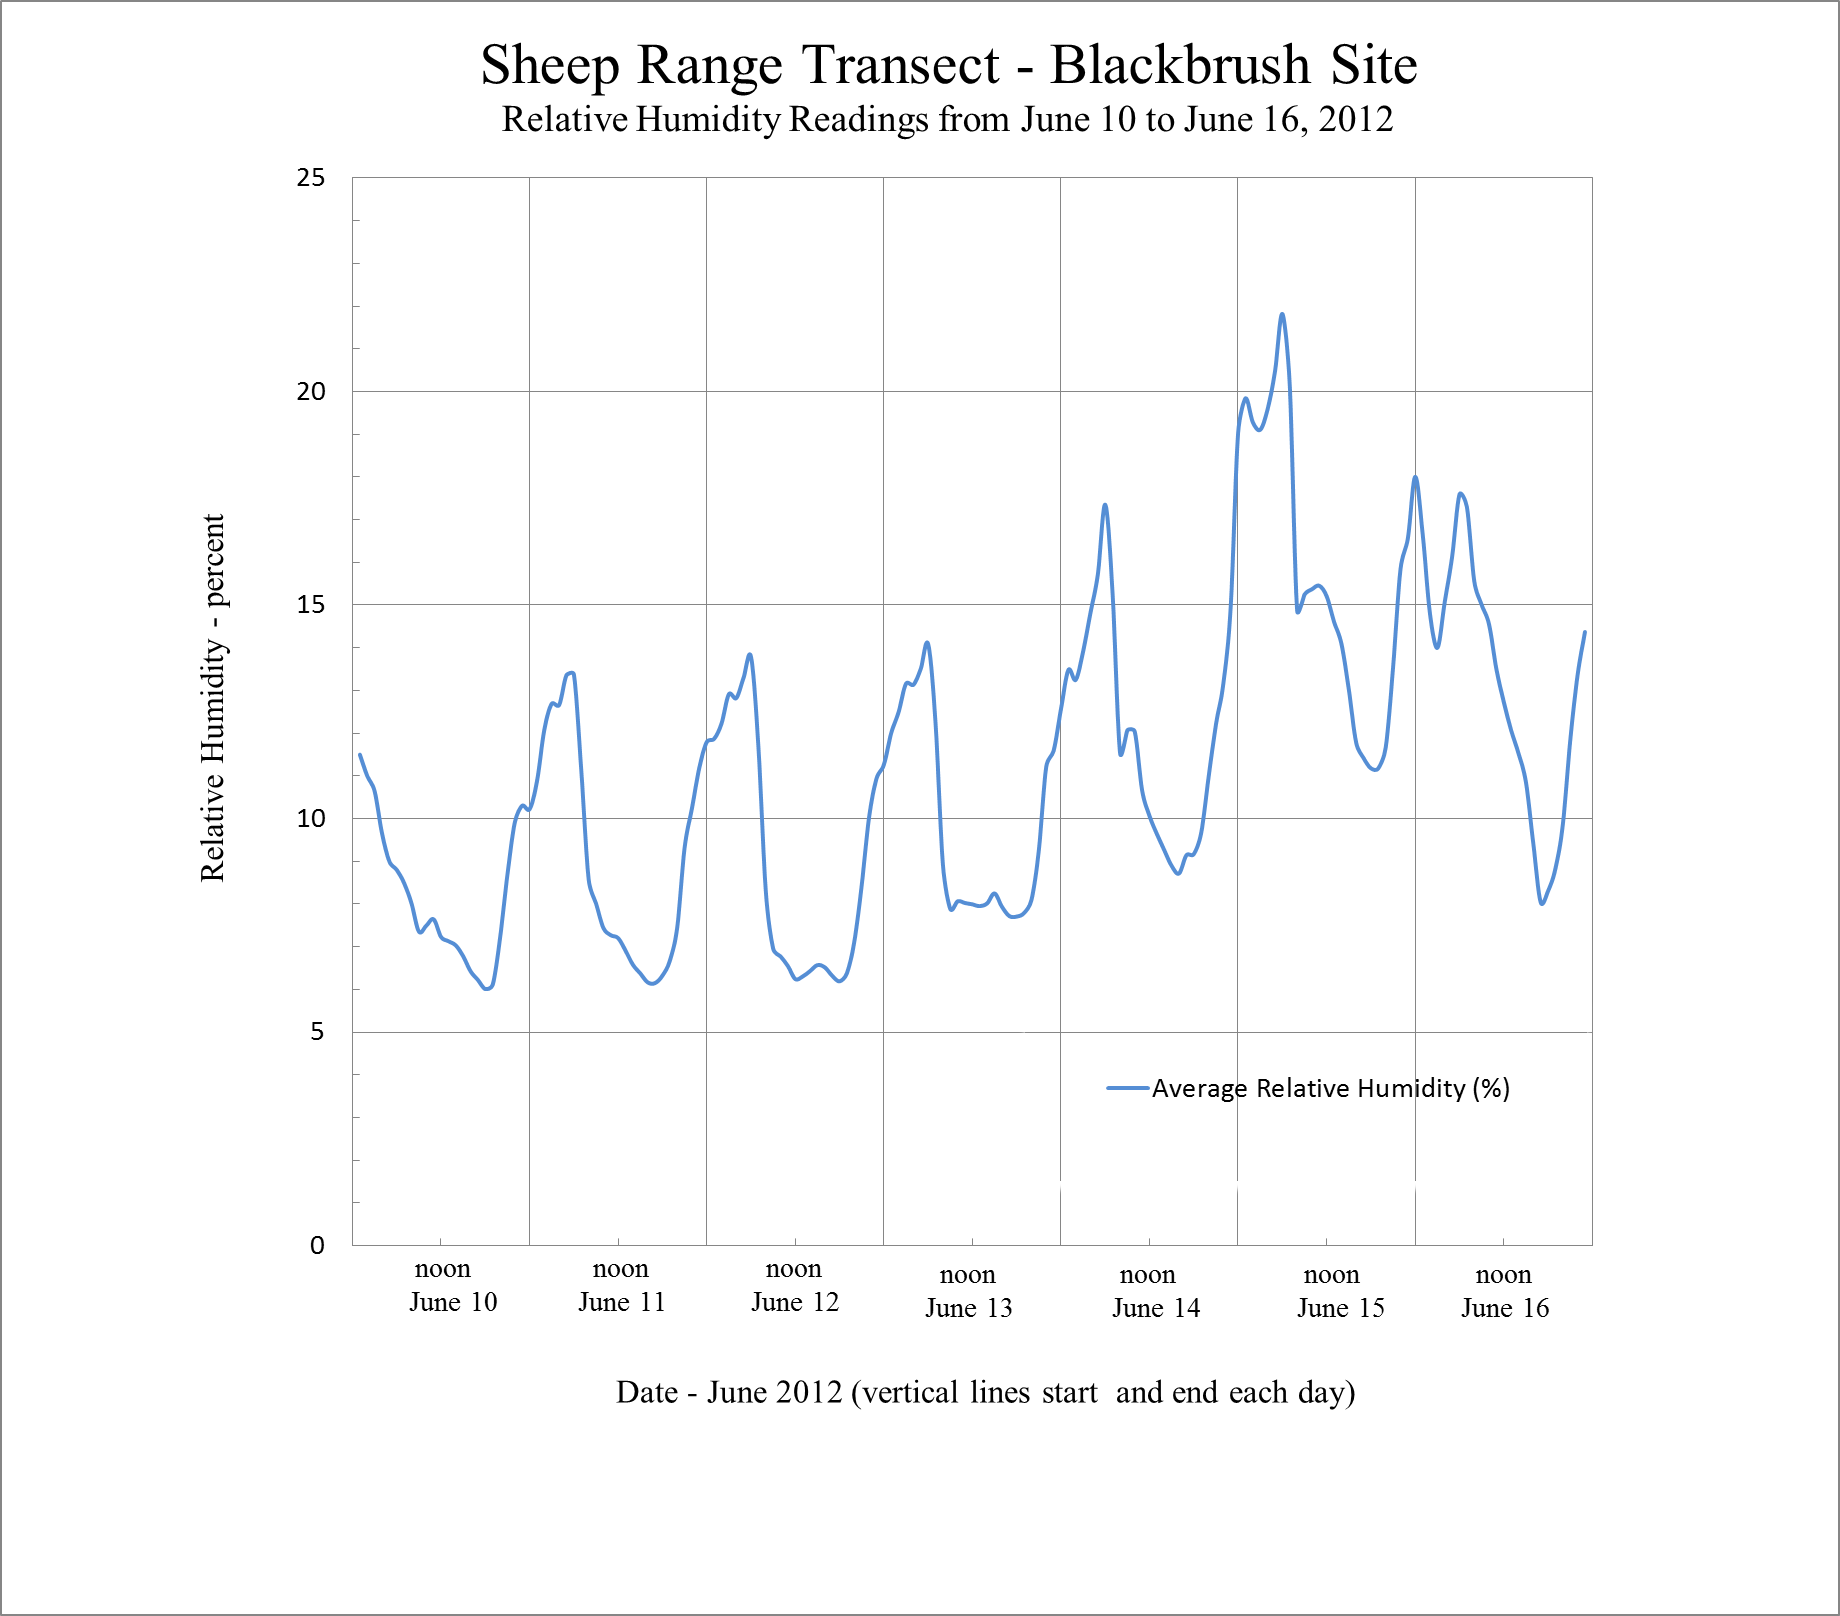 Sheep Range Transect - Blackbrush Site
Relative Humidity Readings from June 10 to June 16, 2012
25
20
15
10
5
0
Relative Humidity - percent
Average Relative Humidity (%)
noon noon noon noon noon noon noon
June 10 June 11 June 12 June 13 June 14 June 15 June 16
Date - June 2012 (vertical lines start and end each day)